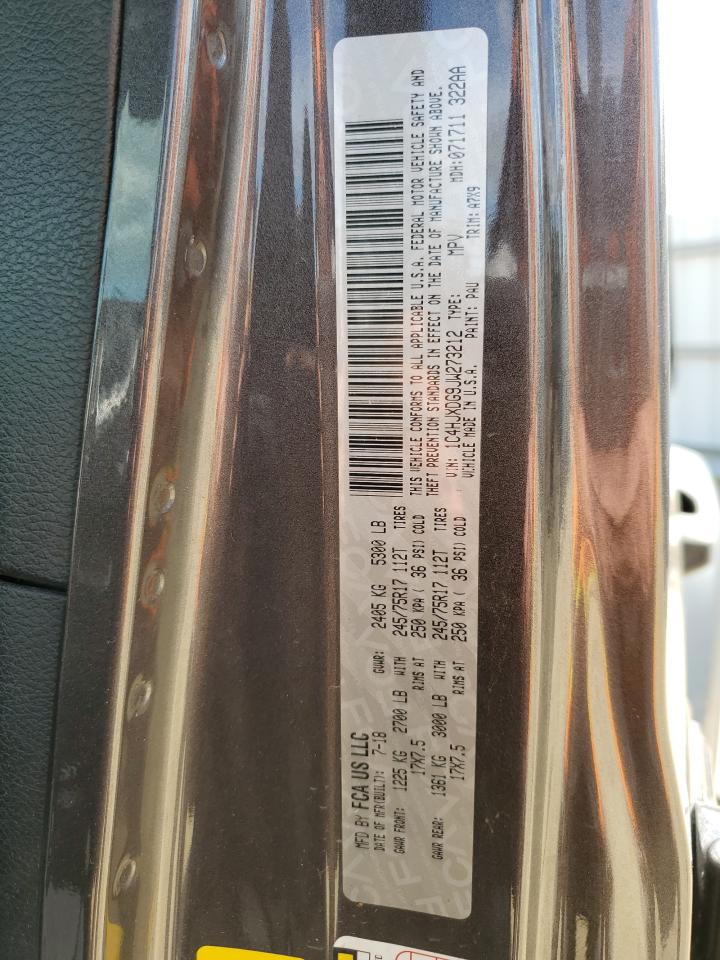 MFD BY FCA US LLC
DATE OF MFR(BUILT): 7-18 GVWR: 2405 KG 5300 LB
GAWR FRONT: 1225 KG 2700 LB WITH 245/75R17 112T TIRES
17X7.5 RIMS AT 250 KPA ( 36 PSI) COLD
GAWR REAR: 1361 KG 3000 LB WITH 245/75R17 112T TIRES
17X7.5 RIMS AT 250 KPA ( 36 PSI) COLD
THIS VEHICLE CONFORMS TO ALL APPLICABLE U.S.A. FEDERAL MOTOR VEHICLE SAFETY AND
THEFT PREVENTION STANDARDS IN EFFECT ON THE DATE OF MANUFACTURE SHOWN ABOVE.
VIN: 1C4HJXDG9JW273212 TYPE: MPV MDH:071711 322AA
VEHICLE MADE IN U.S.A. PAINT: PAU TRIM: A7X9